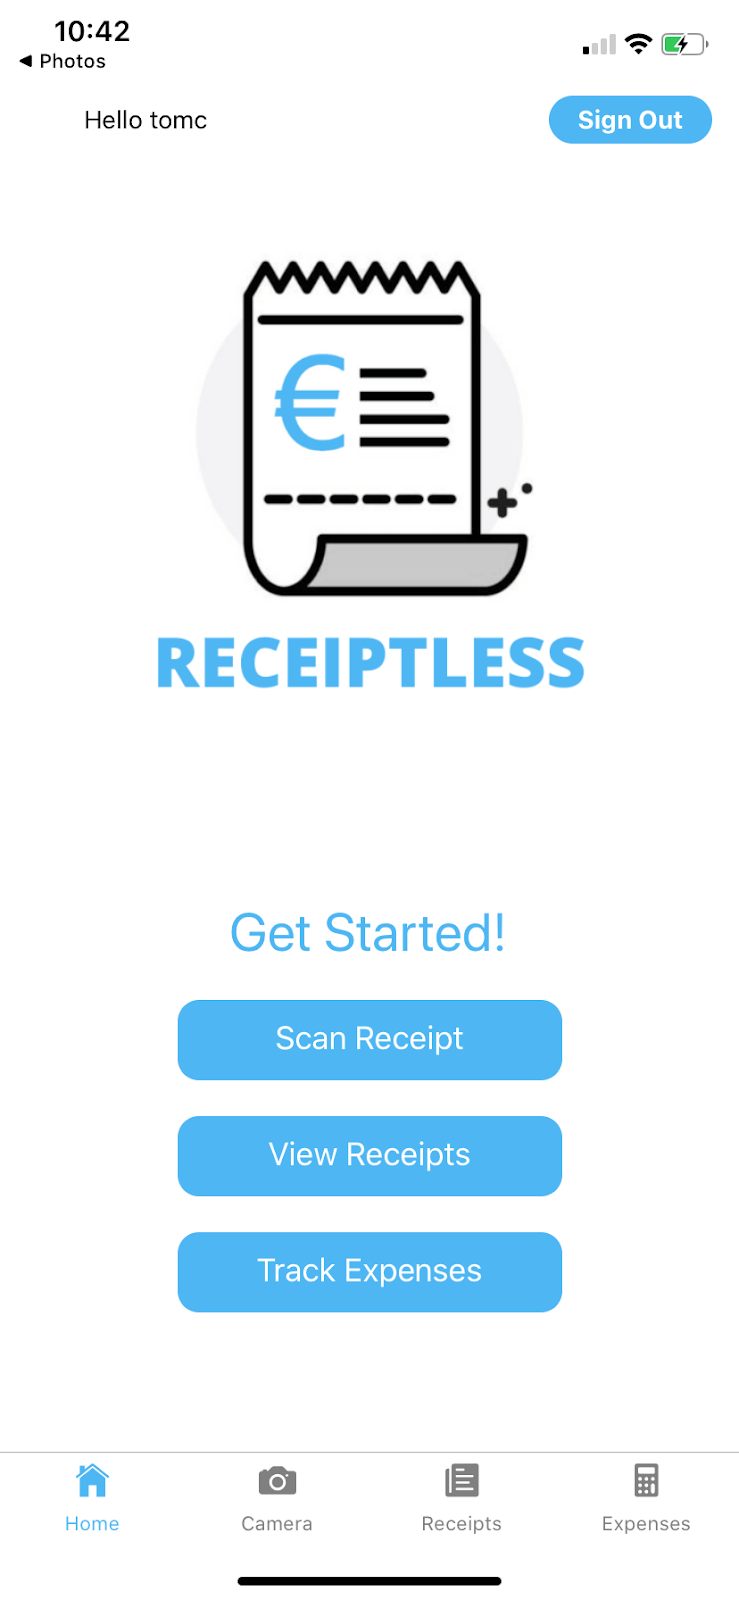 10:42
◀ Photos
Hello tomc
Sign Out
€
RECEIPTLESS
Get Started!
Scan Receipt
View Receipts
Track Expenses
Home
Camera
Receipts
Expenses